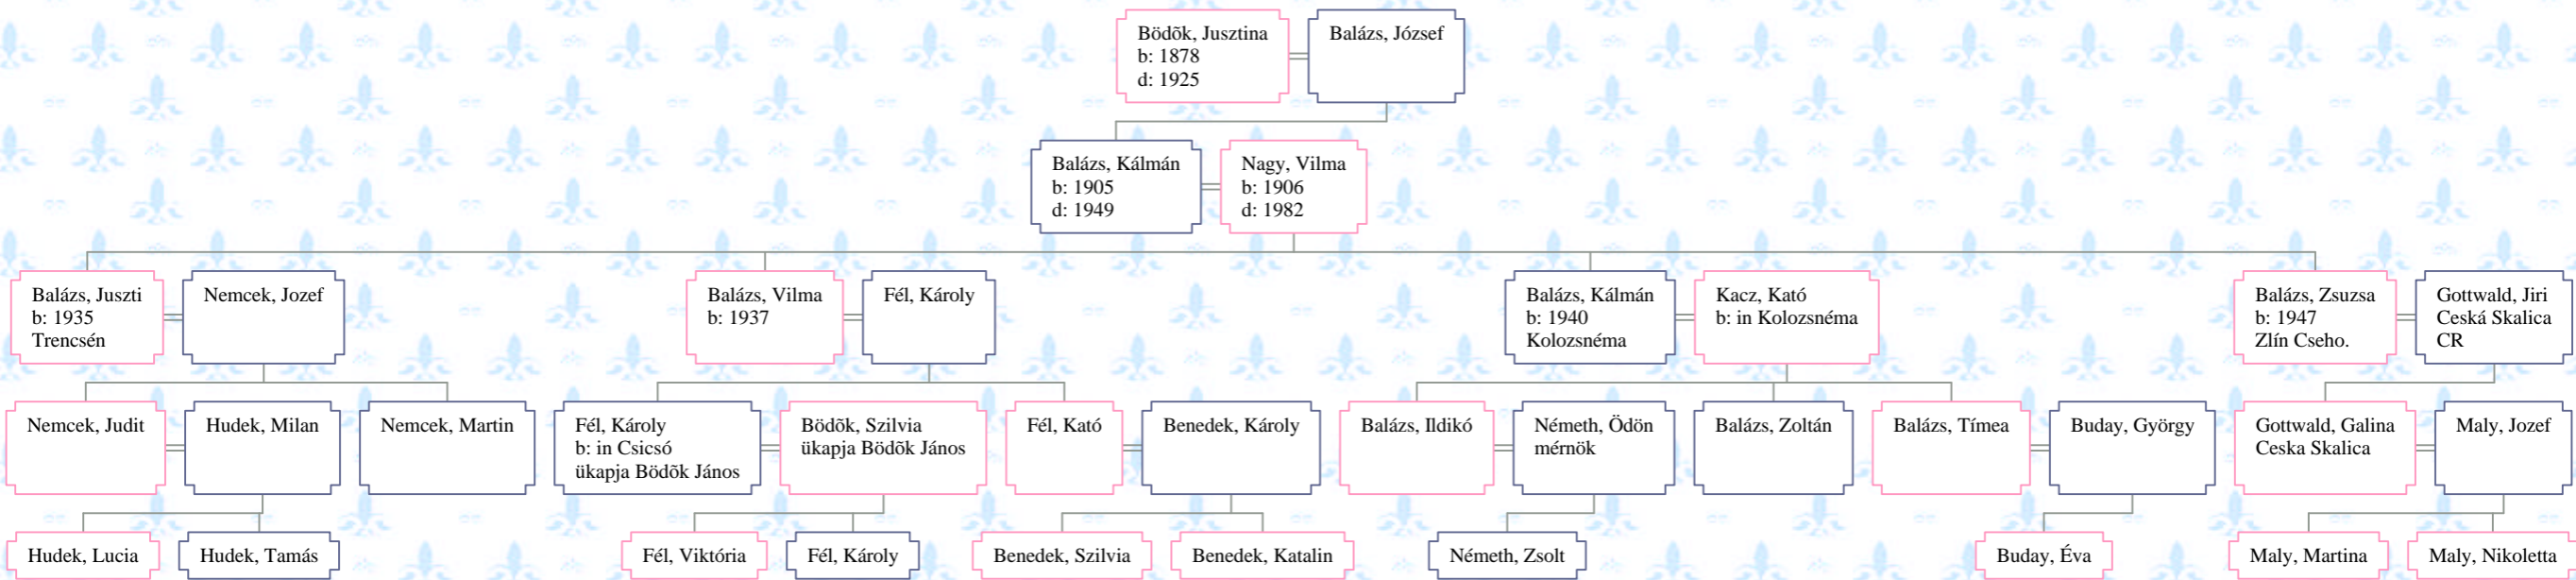 Bödõk, Jusztina
b: 1878
d: 1925
Balázs, József
Balázs, Kálmán
b: 1905
d: 1949
Nagy, Vilma
b: 1906
d: 1982
Balázs, Juszti
b: 1935
Trencsén
Nemcek, Jozef
Balázs, Vilma
b: 1937
Fél, Károly
Balázs, Kálmán
b: 1940
Kolozsnéma
Kacz, Kató
b: in Kolozsnéma
Balázs, Zsuzsa
b: 1947
Zlín Cseho.
Gottwald, Jiri
Ceská Skalica
CR
Nemcek, Judit
Hudek, Milan
Nemcek, Martin
Fél, Károly
b: in Csicsó
ükapja Bödõk János
Bödõk, Szilvia
ükapja Bödõk János
Fél, Kató
Benedek, Károly
Balázs, Ildikó
Németh, Ödön
mérnök
Balázs, Zoltán
Balázs, Tímea
Buday, György
Gottwald, Galina
Ceska Skalica
Maly, Jozef
Hudek, Lucia
Hudek, Tamás
Fél, Viktória
Fél, Károly
Benedek, Szilvia
Benedek, Katalin
Németh, Zsolt
Buday, Éva
Maly, Martina
Maly, Nikoletta